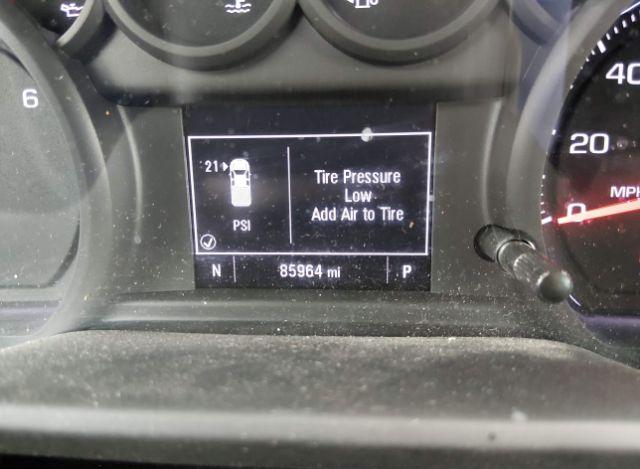 6
40
20
0
MPH
21
PSI
Tire Pressure
Low
Add Air to Tire
N 85964 mi P